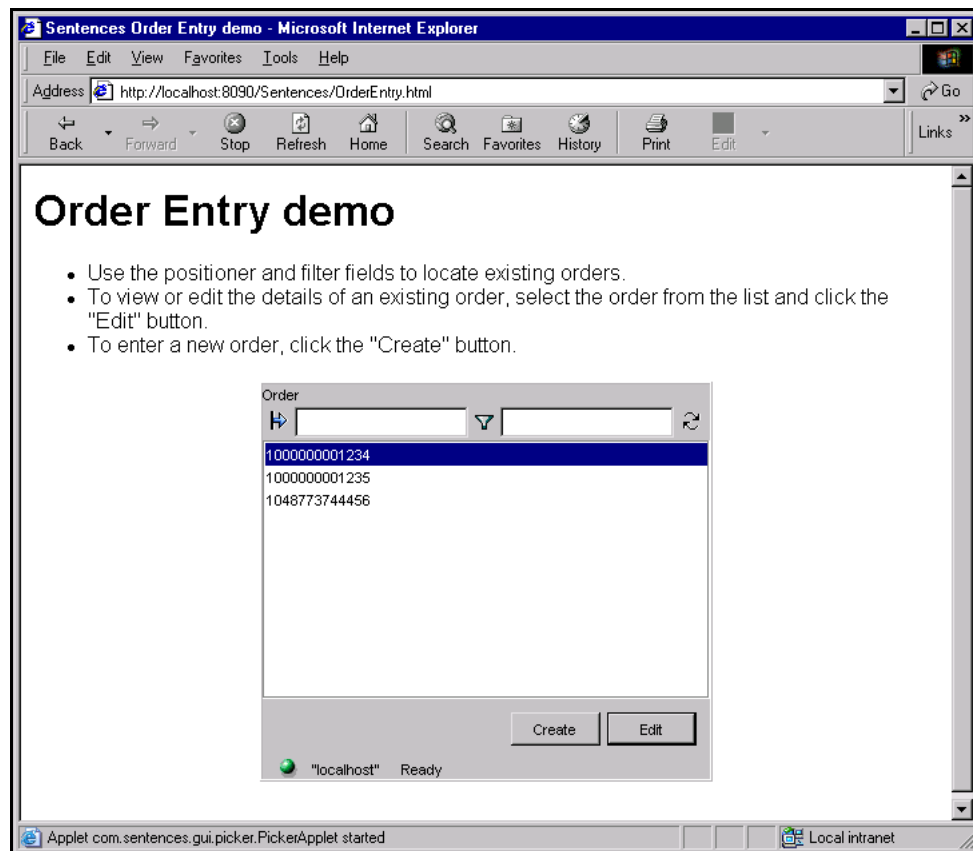 Sentences Order Entry demo - Microsoft Internet Explorer
File Edit View Favorites Tools Help
Address http://localhost:8090/Sentences/OrderEntry.html Go
Back Forward Stop Refresh Home Search Favorites History Print Edit Links »
Order Entry demo
• Use the positioner and filter fields to locate existing orders.
• To view or edit the details of an existing order, select the order from the list and click the
"Edit" button.
• To enter a new order, click the "Create" button.
Order
1000000001234
1000000001235
1048773744456
Create Edit
"localhost" Ready
Applet com.sentences.gui.picker.PickerApplet started Local intranet